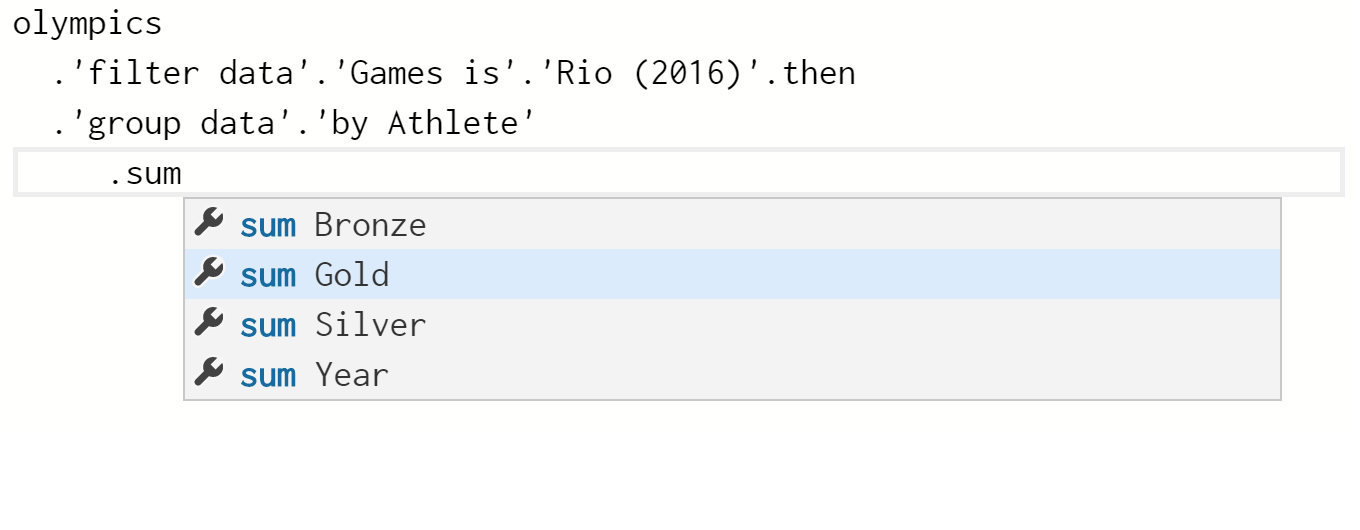 olympics
.'filter data'.'Games is'.'Rio (2016)'.then
.'group data'.'by Athlete'
.sum
sum Bronze
sum Gold
sum Silver
sum Year